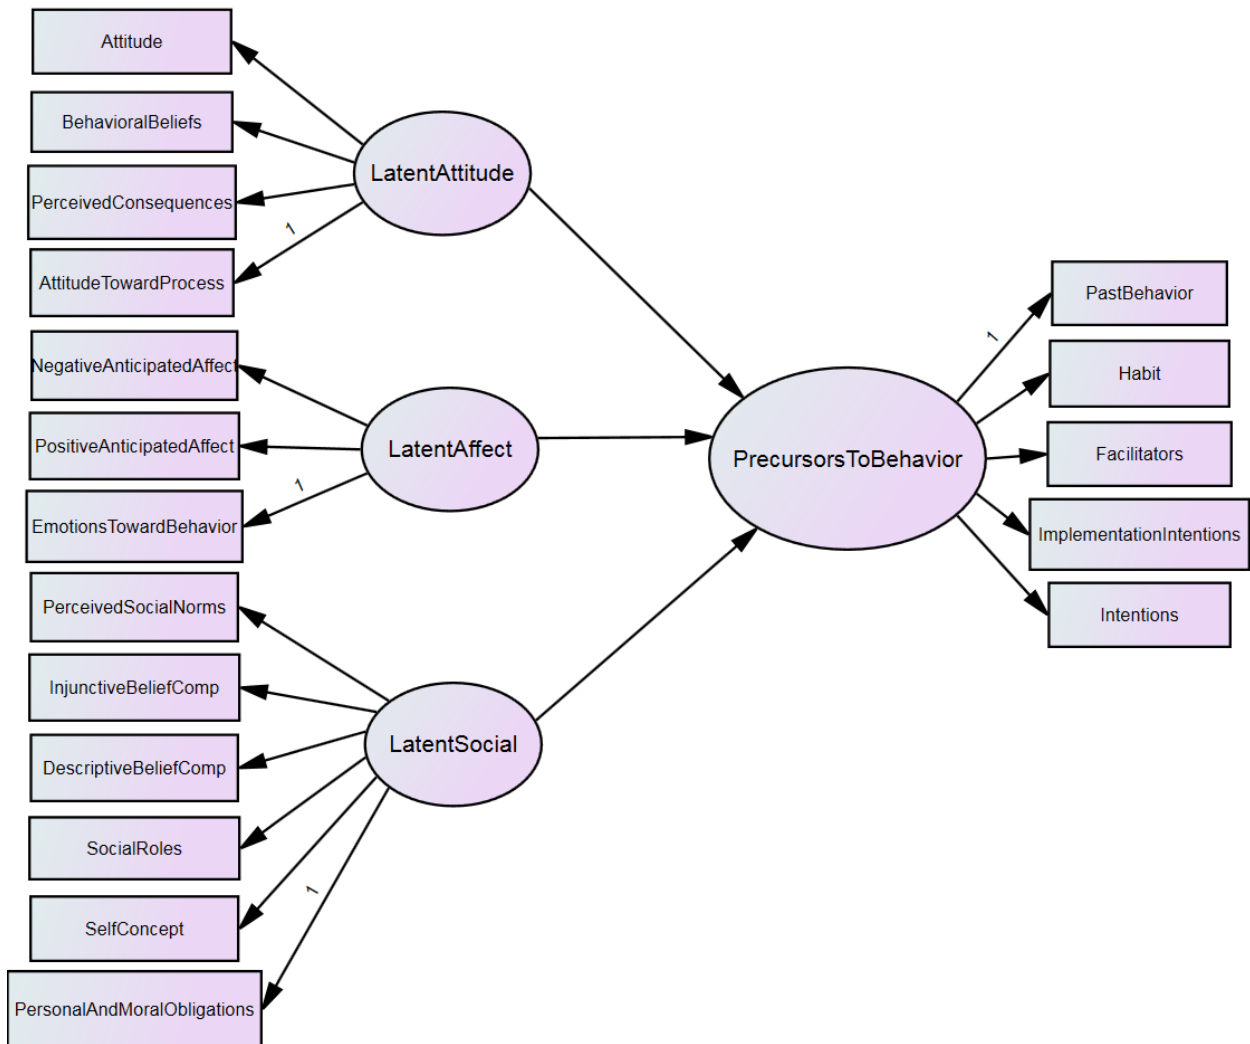 Attitude
BehavioralBeliefs
PerceivedConsequences
1
AttitudeTowardProcess
NegativeAnticipatedAffect
PositiveAnticipatedAffect
1
EmotionsTowardBehavior
PerceivedSocialNorms
InjunctiveBeliefComp
DescriptiveBeliefComp
SocialRoles
1
SelfConcept
PersonalAndMoralObligations
LatentAttitude
LatentAffect
LatentSocial
PrecursorsToBehavior
1
PastBehavior
Habit
Facilitators
ImplementationIntentions
Intentions